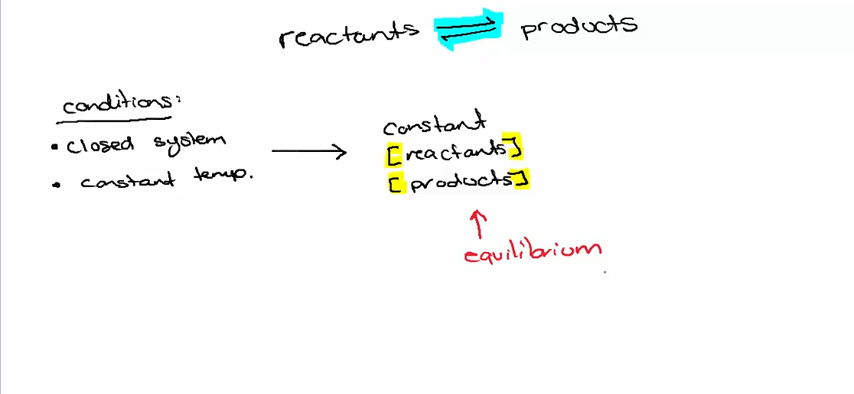 reactants ⇌ products
conditions:
• closed system
• constant temp.
→
constant
[reactants]
[products]
↑
equilibrium